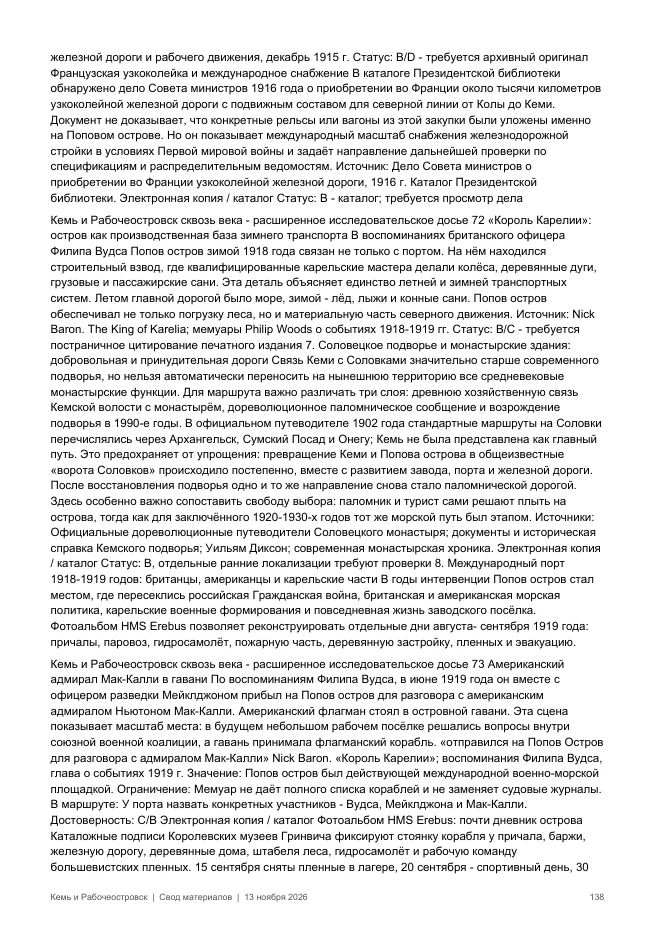 железной дороги и рабочего движения, декабрь 1915 г. Статус: B/D - требуется архивный оригинал
Французская узкоколейка и международное снабжение В каталоге Президентской библиотеки
обнаружено дело Совета министров 1916 года о приобретении во Франции около тысячи километров
узкоколейной железной дороги с подвижным составом для северной линии от Колы до Кеми.
Документ не доказывает, что конкретные рельсы или вагоны из этой закупки были уложены именно
на Поповом острове. Но он показывает международный масштаб снабжения железнодорожной
стройки в условиях Первой мировой войны и задаёт направление дальнейшей проверки по
спецификациям и распределительным ведомостям. Источник: Дело Совета министров о
приобретении во Франции узкоколейной железной дороги, 1916 г. Каталог Президентской
библиотеки. Электронная копия / каталог Статус: B - каталог; требуется просмотр дела
Кемь и Рабочеостровск сквозь века - расширенное исследовательское досье 72 «Король Карелии»:
остров как производственная база зимнего транспорта В воспоминаниях британского офицера
Филипа Вудса Попов остров зимой 1918 года связан не только с портом. На нём находился
строительный взвод, где квалифицированные карельские мастера делали колёса, деревянные дуги,
грузовые и пассажирские сани. Эта деталь объясняет единство летней и зимней транспортных
систем. Летом главной дорогой было море, зимой - лёд, лыжи и конные сани. Попов остров
обеспечивал не только погрузку леса, но и материальную часть северного движения. Источник: Nick
Baron. The King of Karelia; мемуары Philip Woods о событиях 1918-1919 гг. Статус: B/C - требуется
постраничное цитирование печатного издания 7. Соловецкое подворье и монастырские здания:
добровольная и принудительная дороги Связь Кеми с Соловками значительно старше современного
подворья, но нельзя автоматически переносить на нынешнюю территорию все средневековые
монастырские функции. Для маршрута важно различать три слоя: древнюю хозяйственную связь
Кемской волости с монастырём, дореволюционное паломническое сообщение и возрождение
подворья в 1990-е годы. В официальном путеводителе 1902 года стандартные маршруты на Соловки
перечислялись через Архангельск, Сумский Посад и Онегу; Кемь не была представлена как главный
путь. Это предохраняет от упрощения: превращение Кеми и Попова острова в общеизвестные
«ворота Соловков» происходило постепенно, вместе с развитием завода, порта и железной дороги.
После восстановления подворья одно и то же направление снова стало паломнической дорогой.
Здесь особенно важно сопоставить свободу выбора: паломник и турист сами решают плыть на
острова, тогда как для заключённого 1920-1930-х годов тот же морской путь был этапом. Источники:
Официальные дореволюционные путеводители Соловецкого монастыря; документы и историческая
справка Кемского подворья; Уильям Диксон; современная монастырская хроника. Электронная копия
/ каталог Статус: B, отдельные ранние локализации требуют проверки 8. Международный порт
1918-1919 годов: британцы, американцы и карельские части В годы интервенции Попов остров стал
местом, где пересеклись российская Гражданская война, британская и американская морская
политика, карельские военные формирования и повседневная жизнь заводского посёлка.
Фотоальбом HMS Erebus позволяет реконструировать отдельные дни августа- сентября 1919 года:
причалы, паровоз, гидросамолёт, пожарную часть, деревянную застройку, пленных и эвакуацию.
Кемь и Рабочеостровск сквозь века - расширенное исследовательское досье 73 Американский
адмирал Мак-Калли в гавани По воспоминаниям Филипа Вудса, в июне 1919 года он вместе с
офицером разведки Мейклджоном прибыл на Попов остров для разговора с американским
адмиралом Ньютоном Мак-Калли. Американский флагман стоял в островной гавани. Эта сцена
показывает масштаб места: в будущем небольшом рабочем посёлке решались вопросы внутри
союзной военной коалиции, а гавань принимала флагманский корабль. «отправился на Попов Остров
для разговора с адмиралом Мак-Калли» Nick Baron. «Король Карелии»; воспоминания Филипа Вудса,
глава о событиях 1919 г. Значение: Попов остров был действующей международной военно-морской
площадкой. Ограничение: Мемуар не даёт полного списка кораблей и не заменяет судовые журналы.
В маршруте: У порта назвать конкретных участников - Вудса, Мейклджона и Мак-Калли.
Достоверность: C/B Электронная копия / каталог Фотоальбом HMS Erebus: почти дневник острова
Каталожные подписи Королевских музеев Гринвича фиксируют стоянку корабля у причала, баржи,
железную дорогу, деревянные дома, штабеля леса, гидросамолёт и рабочую команду
большевистских пленных. 15 сентября сняты пленные в лагере, 20 сентября - спортивный день, 30
Кемь и Рабочеостровск | Свод материалов | 13 ноября 2026
138